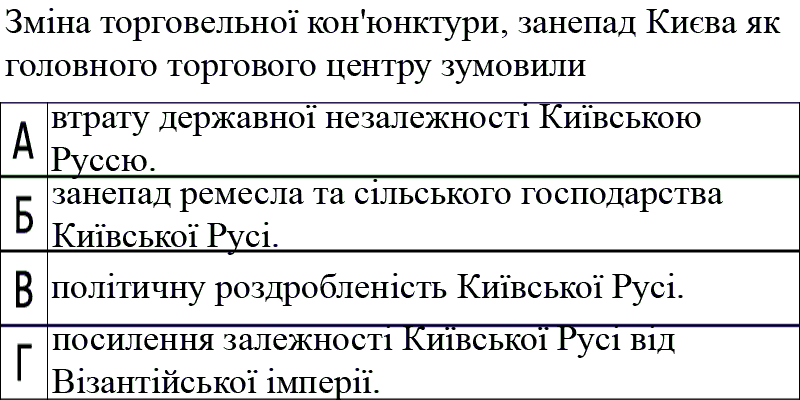 Зміна торговельної кон'юнктури, занепад Києва як
головного торгового центру зумовили
А
втрату державної незалежності Київською
Руссю.
Б
занепад ремесла та сільського господарства
Київської Русі.
В
політичну роздробленість Київської Русі.
Г
посилення залежності Київської Русі від
Візантійської імперії.